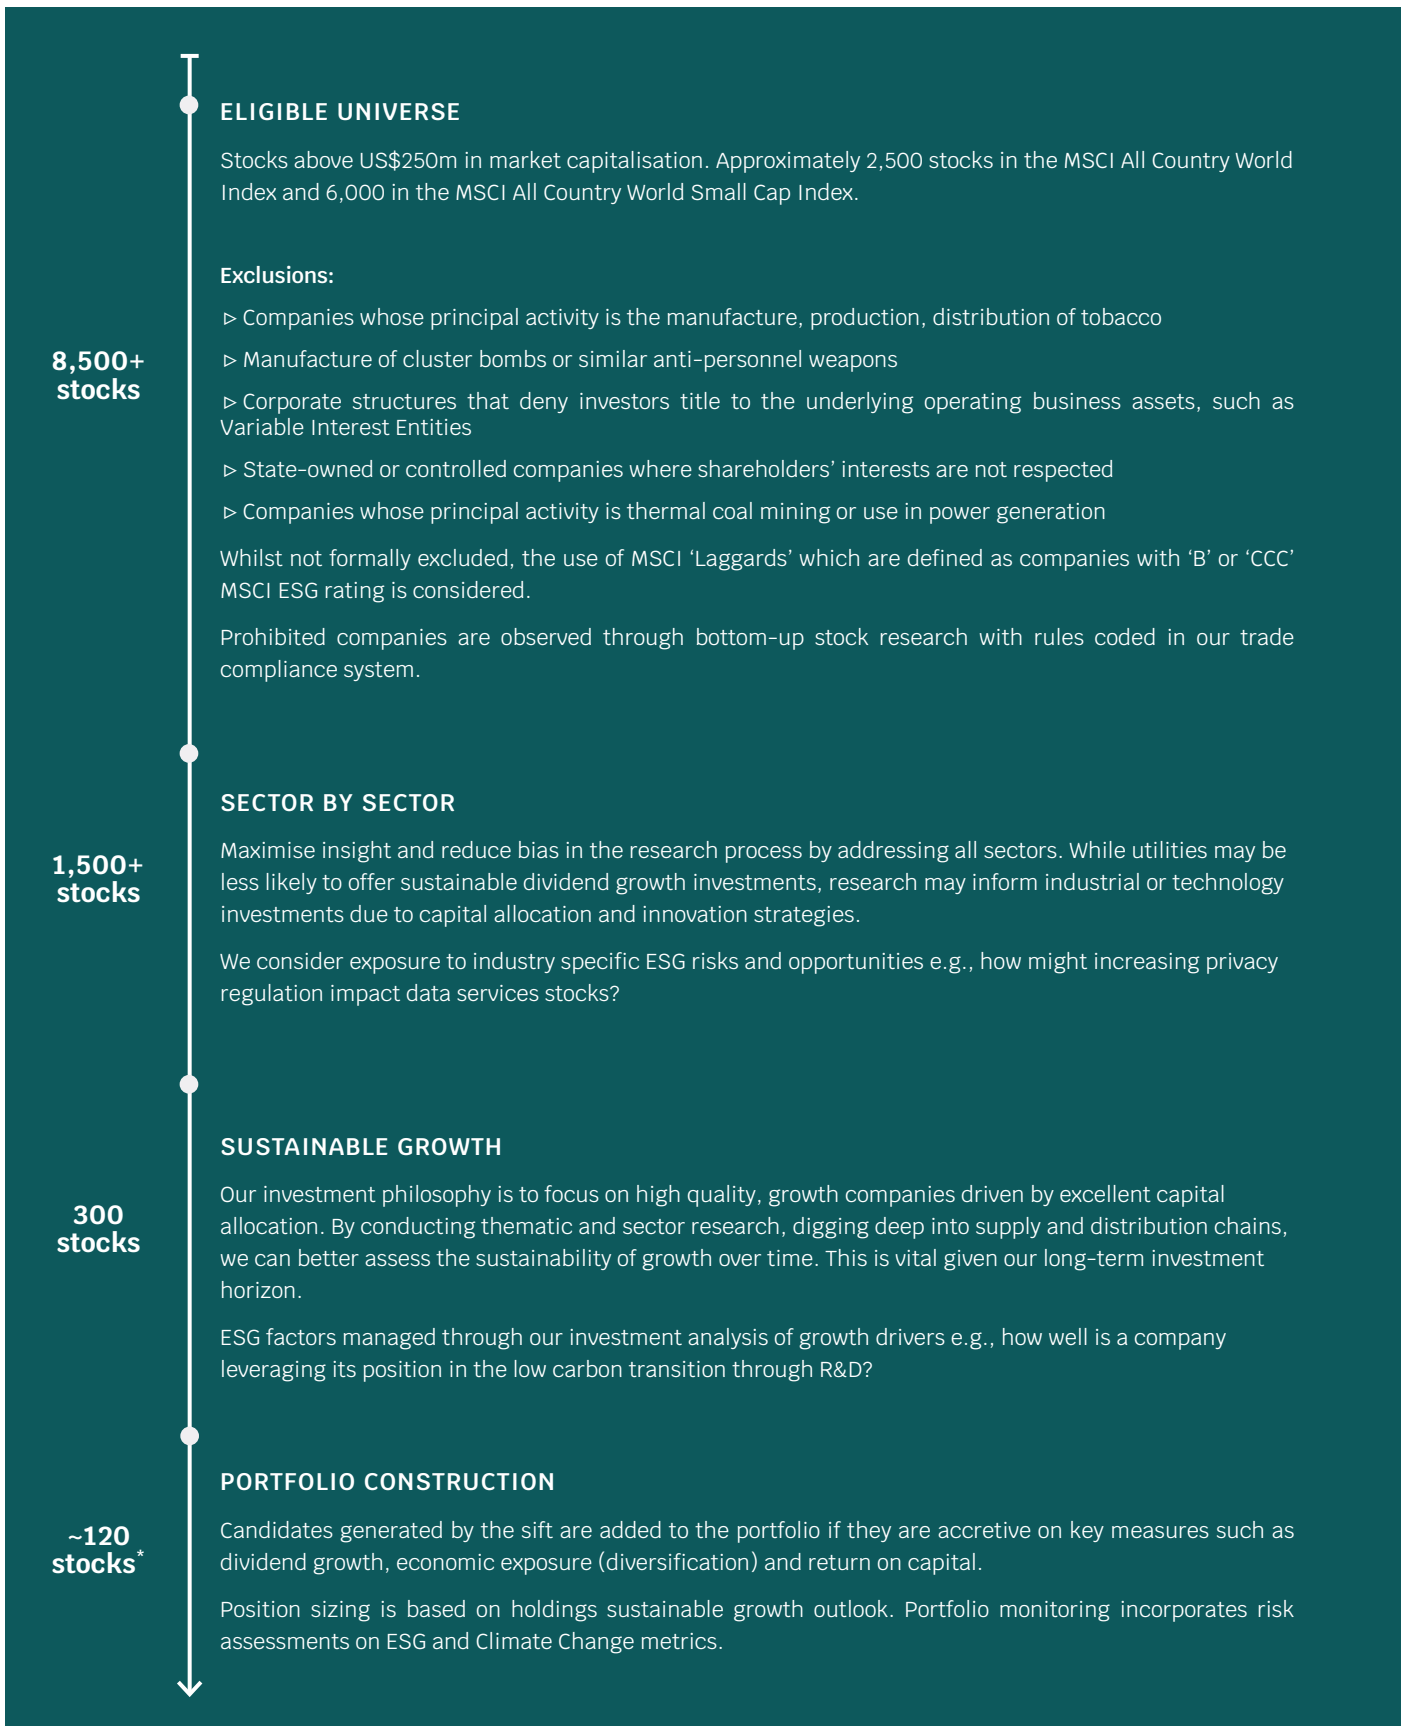 ELIGIBLE UNIVERSE
Stocks above US$250m in market capitalisation. Approximately 2,500 stocks in the MSCI All Country World
Index and 6,000 in the MSCI All Country World Small Cap Index.
Exclusions:
▹ Companies whose principal activity is the manufacture, production, distribution of tobacco
8,500+
stocks
▹ Manufacture of cluster bombs or similar anti-personnel weapons
▹ Corporate structures that deny investors title to the underlying operating business assets, such as
Variable Interest Entities
▹ State-owned or controlled companies where shareholders’ interests are not respected
▹ Companies whose principal activity is thermal coal mining or use in power generation
Whilst not formally excluded, the use of MSCI ‘Laggards’ which are defined as companies with ‘B’ or ‘CCC’
MSCI ESG rating is considered.
Prohibited companies are observed through bottom-up stock research with rules coded in our trade
compliance system.
SECTOR BY SECTOR
1,500+
stocks
Maximise insight and reduce bias in the research process by addressing all sectors. While utilities may be
less likely to offer sustainable dividend growth investments, research may inform industrial or technology
investments due to capital allocation and innovation strategies.
We consider exposure to industry specific ESG risks and opportunities e.g., how might increasing privacy
regulation impact data services stocks?
SUSTAINABLE GROWTH
300
stocks
Our investment philosophy is to focus on high quality, growth companies driven by excellent capital
allocation. By conducting thematic and sector research, digging deep into supply and distribution chains,
we can better assess the sustainability of growth over time. This is vital given our long-term investment
horizon.
ESG factors managed through our investment analysis of growth drivers e.g., how well is a company
leveraging its position in the low carbon transition through R&D?
PORTFOLIO CONSTRUCTION
~120
stocks*
Candidates generated by the sift are added to the portfolio if they are accretive on key measures such as
dividend growth, economic exposure (diversification) and return on capital.
Position sizing is based on holdings sustainable growth outlook. Portfolio monitoring incorporates risk
assessments on ESG and Climate Change metrics.